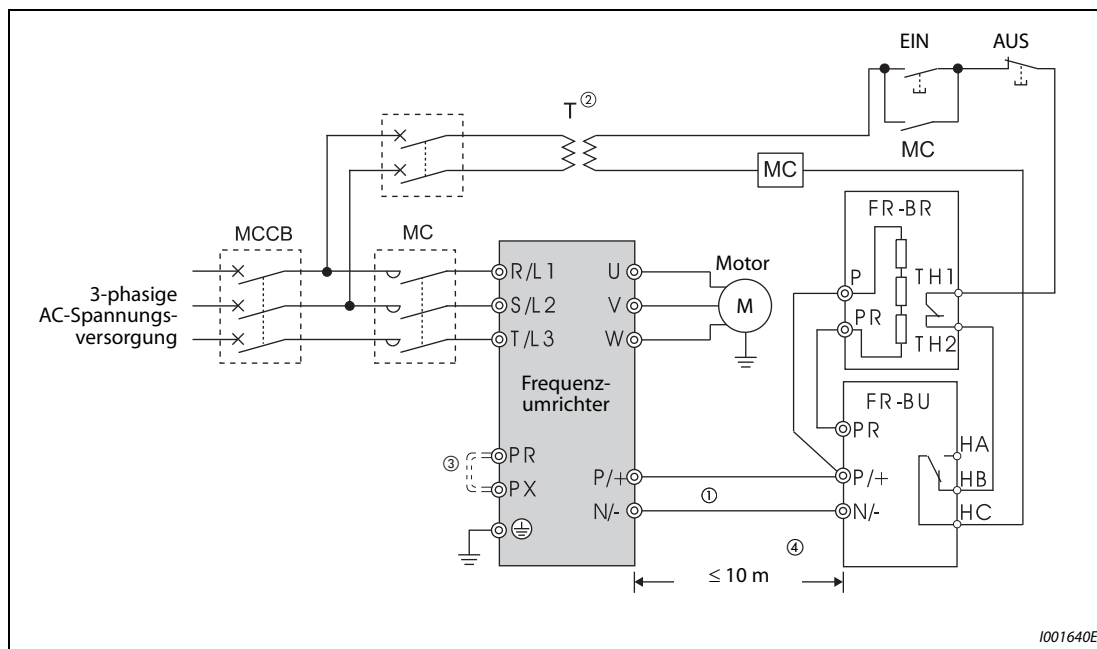 EIN
AUS
T ②
MC
MC
FR-BR
MCCB
MC
P
TH1
PR
TH2
R/L1
S/L2
T/L3
U
V
W
Motor
M
3-phasige
AC-Spannungs-
versorgung
Frequenz-
umrichter
FR-BU
PR
HA
HB
HC
P/+
N/-
③
PR
PX
P/+
N/-
①
④
≤ 10 m
I001640E